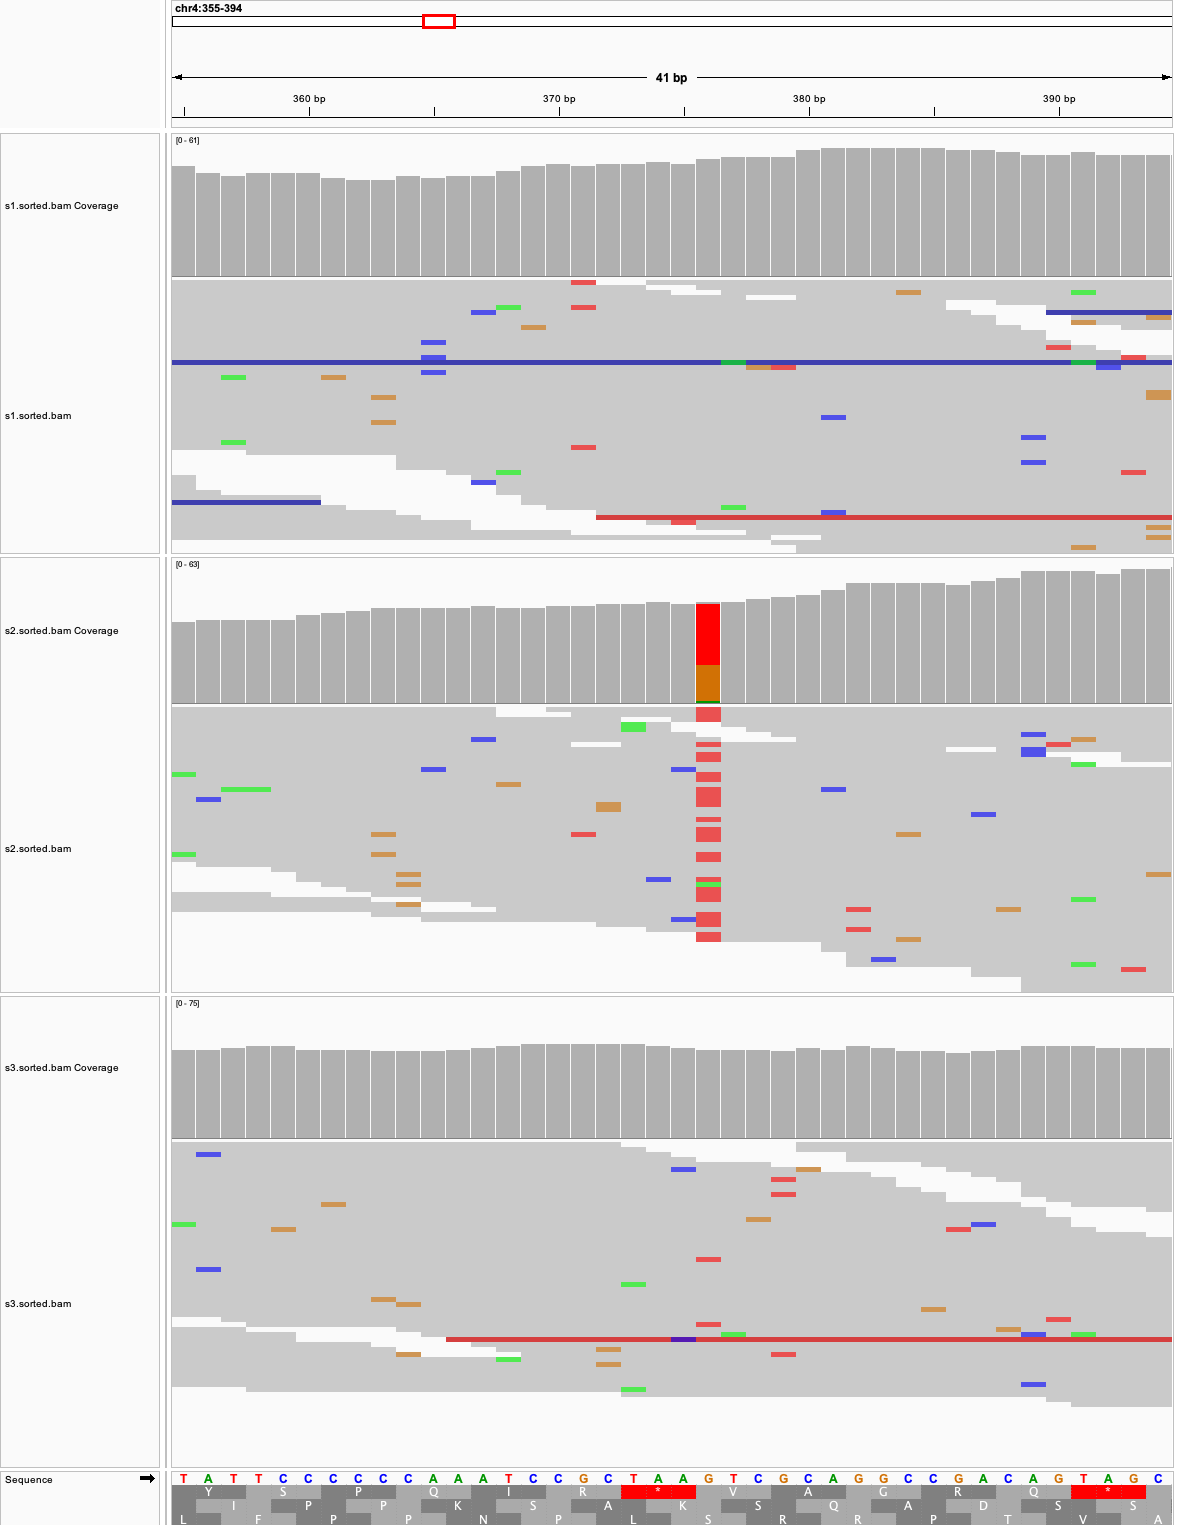 chr4:355-394
41 bp
360 bp 370 bp 380 bp 390 bp
[0 - 61]
s1.sorted.bam Coverage
s1.sorted.bam
[0 - 63]
s2.sorted.bam Coverage
s2.sorted.bam
[0 - 75]
s3.sorted.bam Coverage
s3.sorted.bam
Sequence T A T T C C C C C C A A A T C C G C T A A G T C G C A G G C C G A C A G T A G C
Y S P Q I R * V A G R Q *
I P P K S A K S Q A D S S
L F P P N P L S R R P T V A